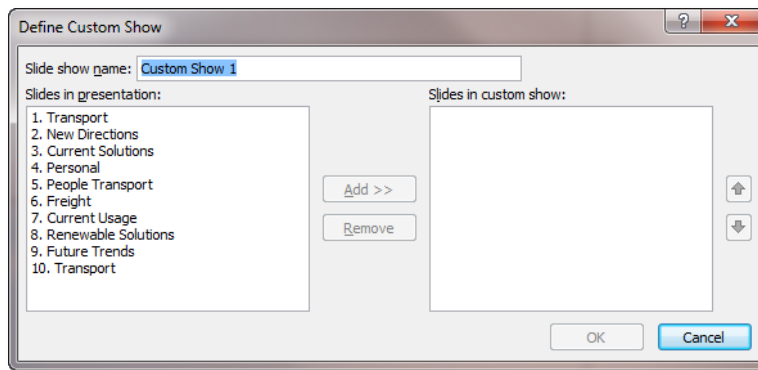 Define Custom Show
Slide show name: Custom Show 1
Slides in presentation:
Slides in custom show:
1. Transport
2. New Directions
3. Current Solutions
4. Personal
5. People Transport
6. Freight
7. Current Usage
8. Renewable Solutions
9. Future Trends
10. Transport
Add >>
Remove
OK
Cancel